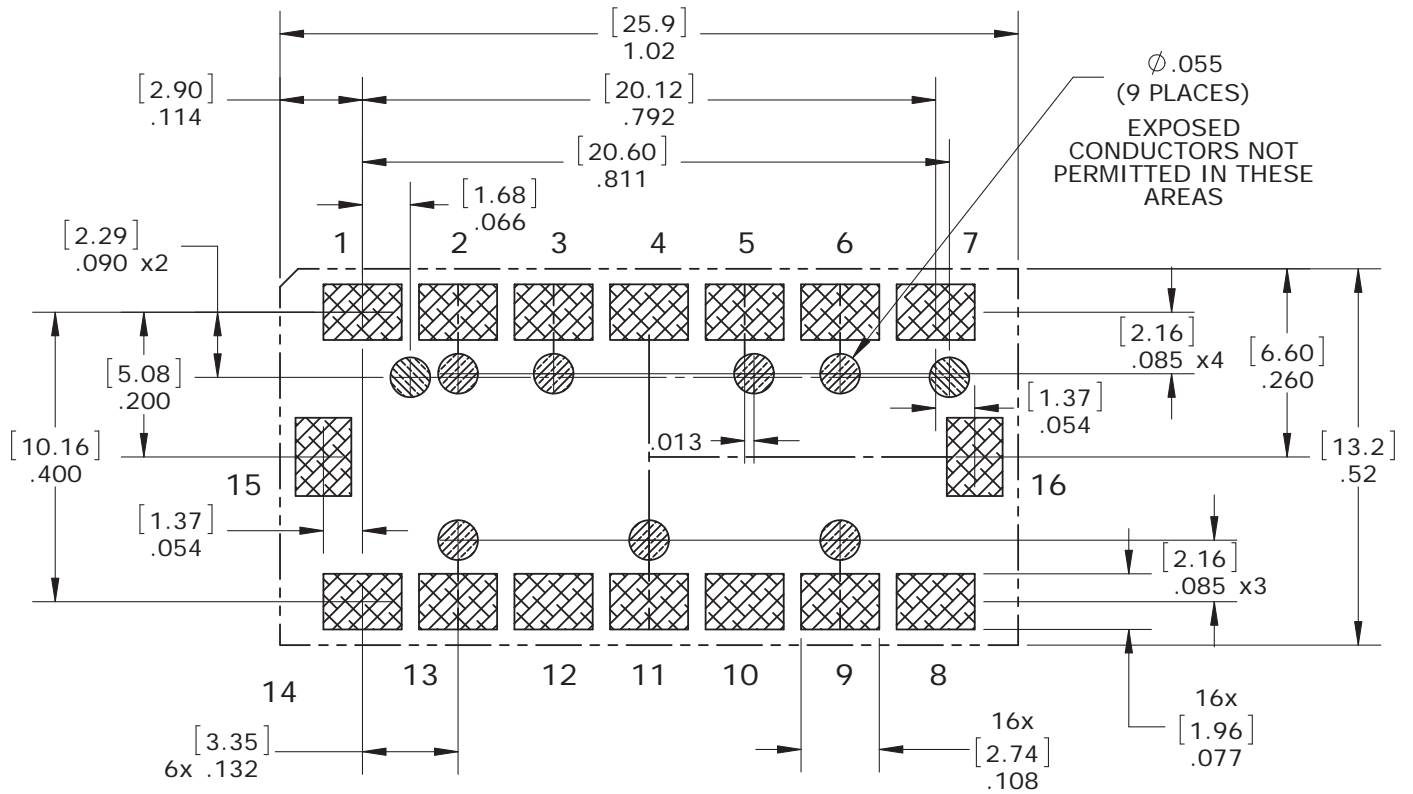 [25.9]
1.02
[2.90]
.114
[20.12]
.792
[20.60]
.811
[1.68]
.066
[2.29]
.090 x2
∅.055
(9 PLACES)
EXPOSED
CONDUCTORS NOT
PERMITTED IN THESE
AREAS
1 2 3 4 5 6 7
[5.08]
.200
[10.16]
.400
[2.16]
.085 x4
[6.60]
.260
[1.37]
.054
.013
[13.2]
.52
15
16
[1.37]
.054
[2.16]
.085 x3
14 13 12 11 10 9 8
[3.35]
6x .132
16x
[2.74]
.108
16x
[1.96]
.077